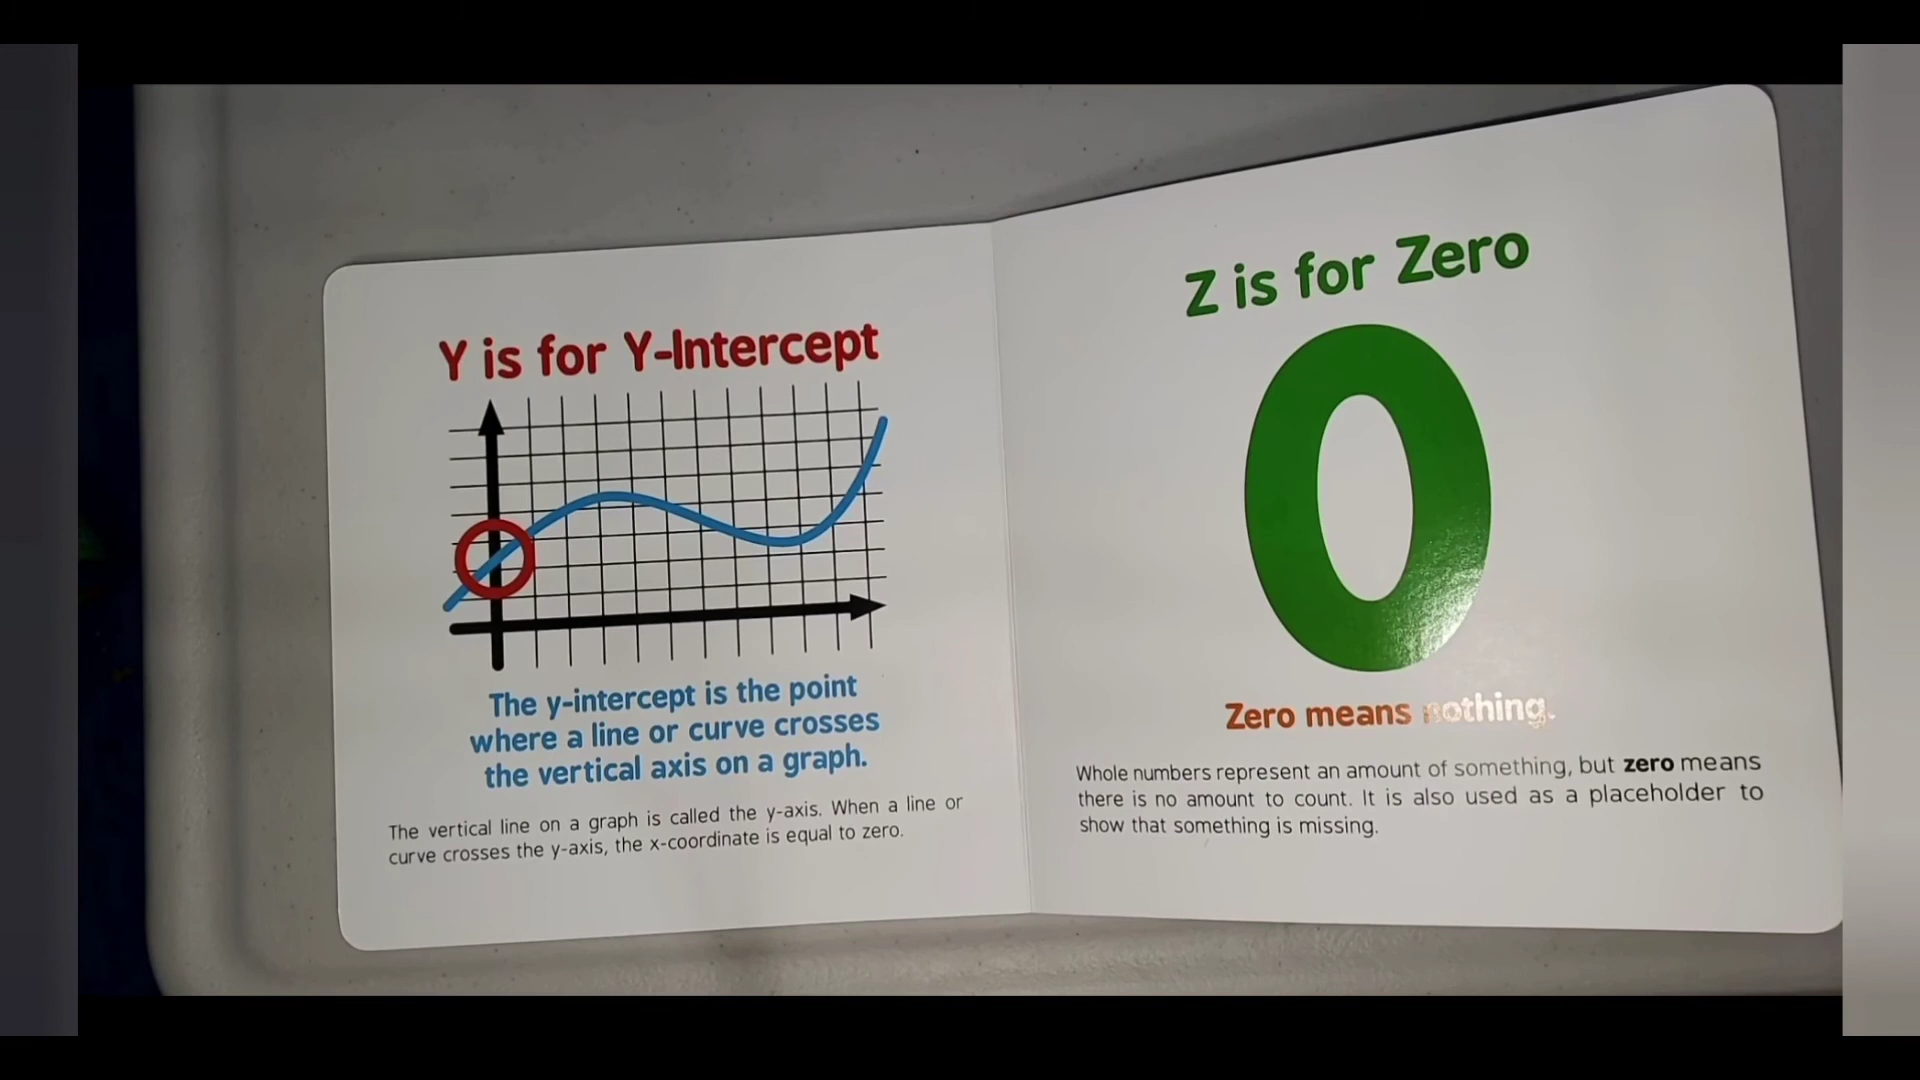 Y is for Y-Intercept
The y-intercept is the point
where a line or curve crosses
the vertical axis on a graph.
The vertical line on a graph is called the y-axis. When a line or
curve crosses the y-axis, the x-coordinate is equal to zero.
Z is for Zero
0
Zero means nothing.
Whole numbers represent an amount of something, but zero means
there is no amount to count. It is also used as a placeholder to
show that something is missing.